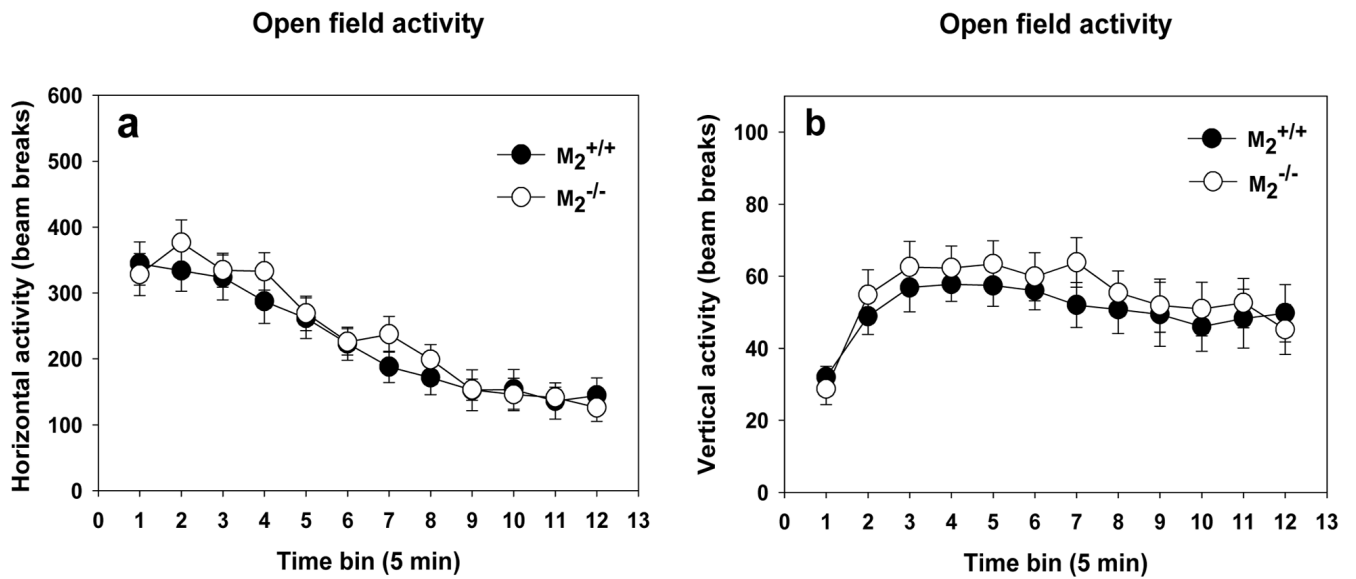 Open field activity
Horizontal activity (beam breaks)
600
500
400
300
200
100
0
a
M2+/+
M2-/-
0 1 2 3 4 5 6 7 8 9 10 11 12 13
Time bin (5 min)
Open field activity
Vertical activity (beam breaks)
100
80
60
40
20
0
b
M2+/+
M2-/-
0 1 2 3 4 5 6 7 8 9 10 11 12 13
Time bin (5 min)